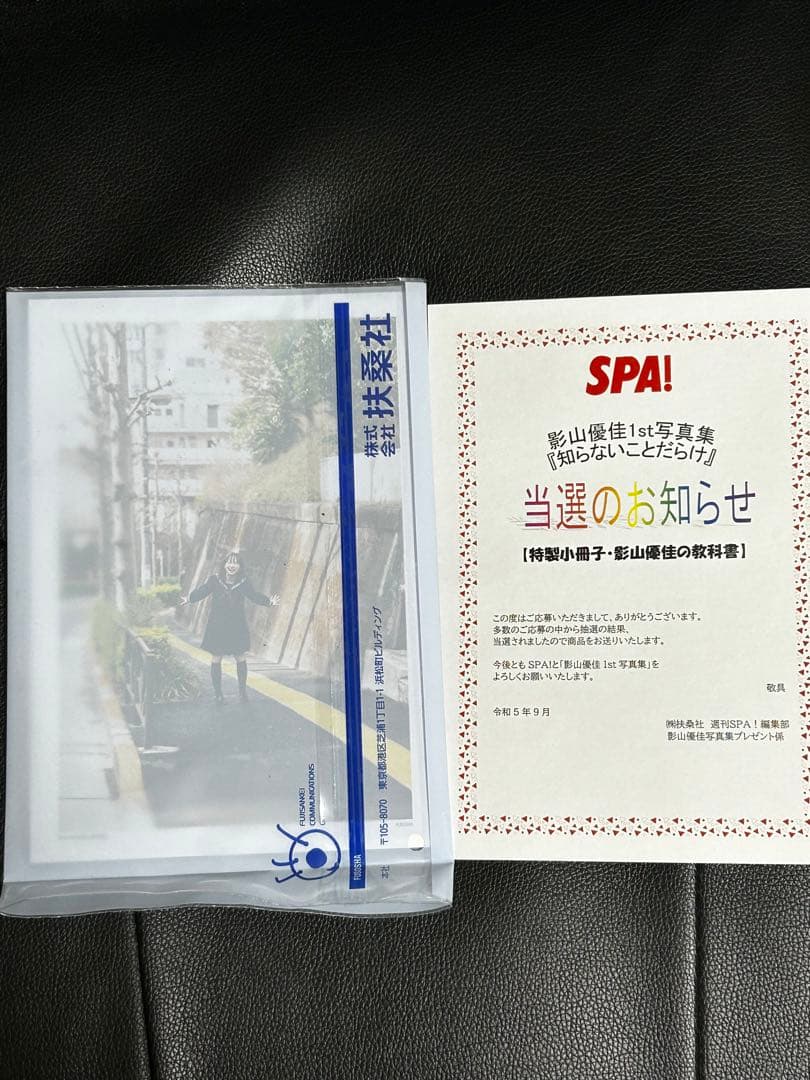 株式
会社 扶桑社
本社 〒105-8070 東京都港区芝浦1丁目1-1 浜松町ビルディング
FUJISANKEI
COMMUNICATIONS
FUSOSHA
SPA!
影山優佳1st写真集
『知らないことだらけ』
当選のお知らせ
【特製小冊子・影山優佳の教科書】
この度はご応募いただきまして、ありがとうございます。
多数のご応募の中から抽選の結果、
当選されましたので商品をお送りいたします。
今後とも SPA!と「影山優佳 1st 写真集」を
よろしくお願いいたします。
敬具
令和５年９月
㈱扶桑社 週刊SPA！編集部
影山優佳写真集プレゼント係